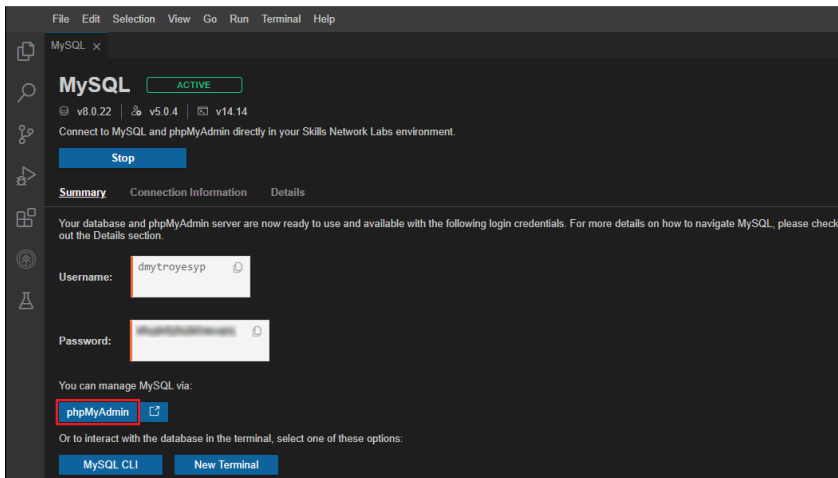 File Edit Selection View Go Run Terminal Help
MySQL
MySQL ACTIVE
v8.0.22 v5.0.4 v14.14
Connect to MySQL and phpMyAdmin directly in your Skills Network Labs environment.
Stop
Summary Connection Information Details
Your database and phpMyAdmin server are now ready to use and available with the following login credentials. For more details on how to navigate MySQL, please check
out the Details section.
dmytroyesyp
Username:
Password:
You can manage MySQL via:
phpMyAdmin
Or to interact with the database in the terminal, select one of these options:
MySQL CLI New Terminal